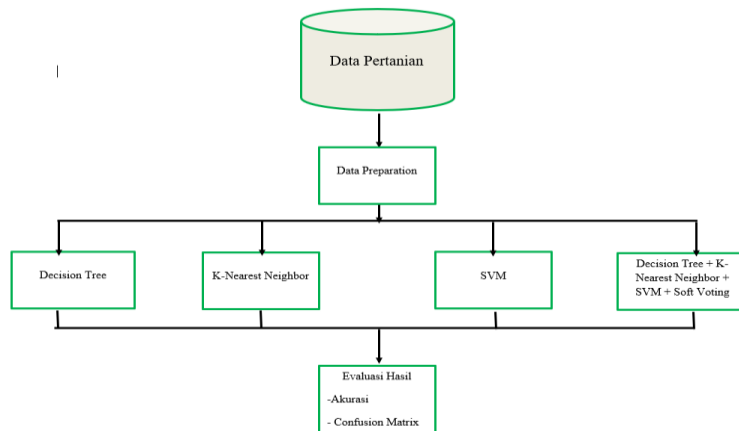 Data Pertanian
Data Preparation
Decision Tree
K-Nearest Neighbor
SVM
Decision Tree + K-
Nearest Neighbor +
SVM + Soft Voting
Evaluasi Hasil
-Akurasi
- Confusion Matrix